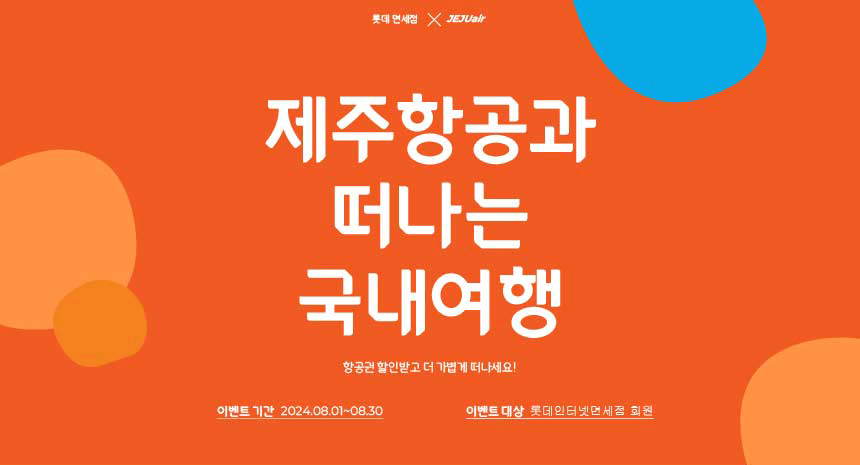 롯데 면세점 × JEJUair
제주항공과
떠나는
국내여행
항공권 할인받고 더 가볍게 떠나세요!
이벤트 기간 2024.08.01~08.30
이벤트 대상 롯데인터넷면세점 회원